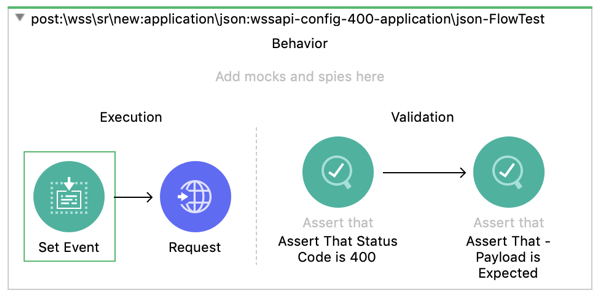 post:\wss\sr\new:application\json:wssapi-config-400-application\json-FlowTest
Behavior
Add mocks and spies here
Execution
Validation
Set Event
Request
Assert that
Assert That Status
Code is 400
Assert that
Assert That -
Payload is
Expected